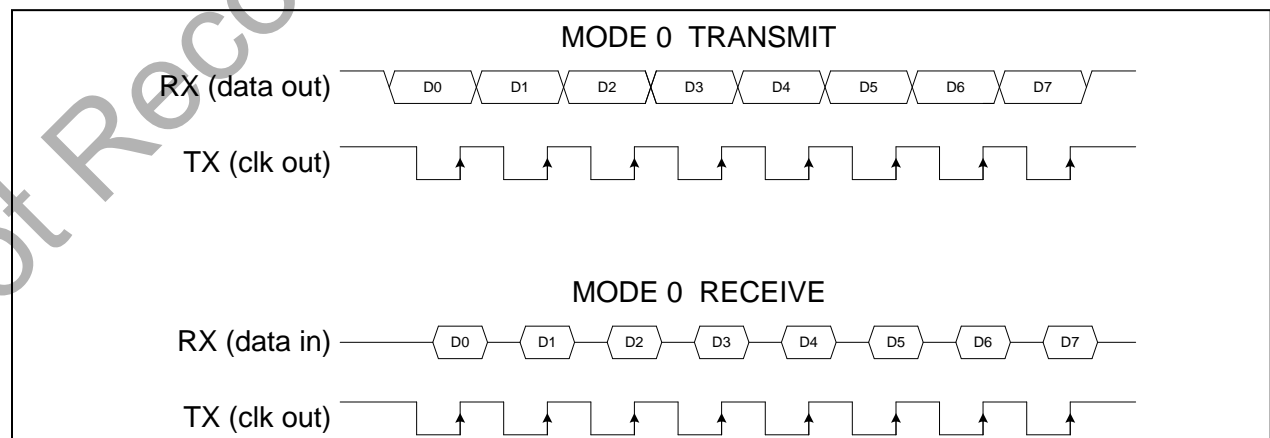 MODE 0 TRANSMIT
RX (data out) D0 D1 D2 D3 D4 D5 D6 D7
TX (clk out)
MODE 0 RECEIVE
RX (data in) D0 D1 D2 D3 D4 D5 D6 D7
TX (clk out)